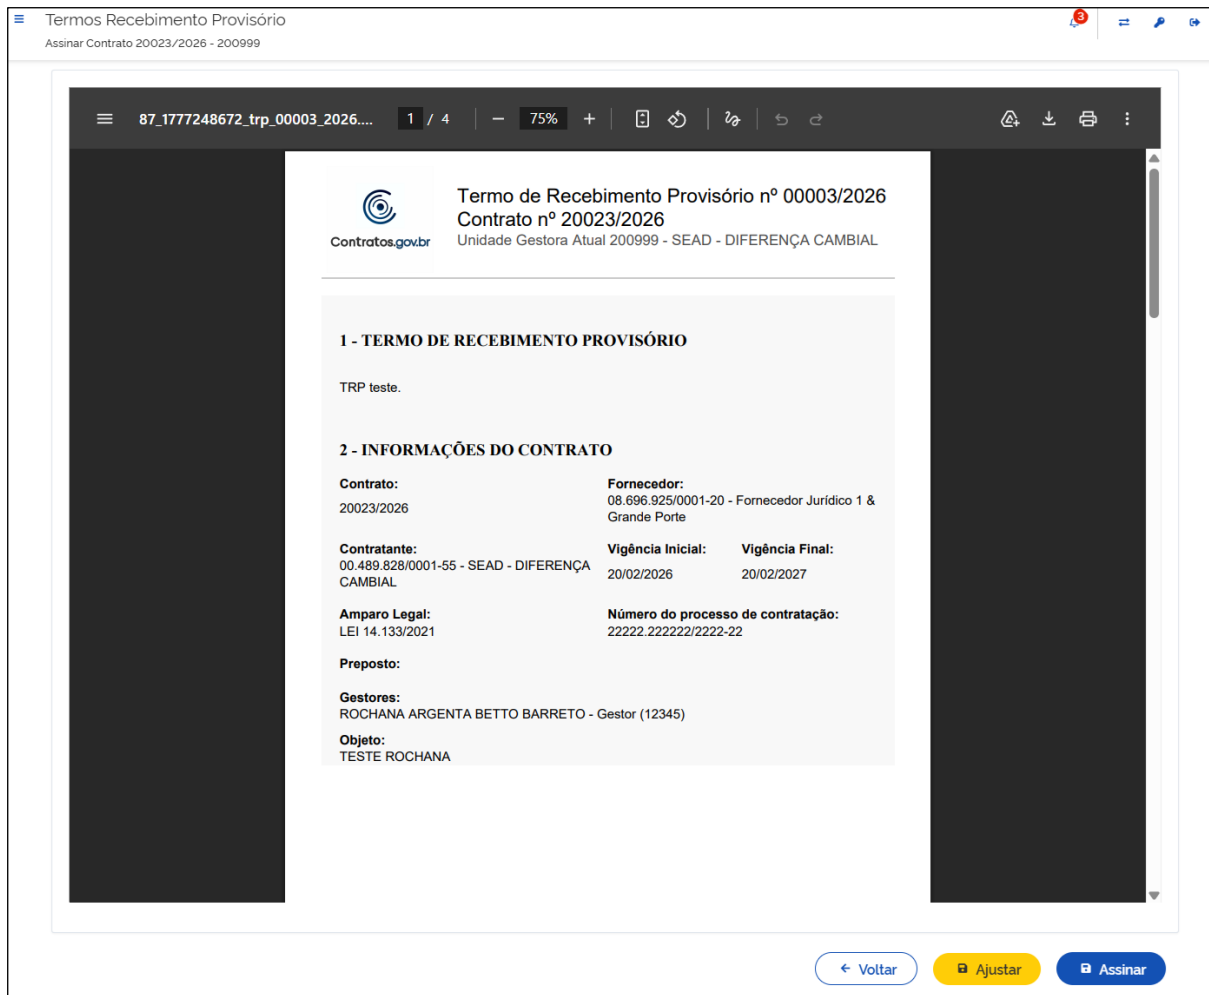 Termos Recebimento Provisório
3
Assinar Contrato 20023/2026 - 200999
87_1777248672_trp_00003_2026....
1 / 4
75%
Contratos.gov.br
Termo de Recebimento Provisório nº 00003/2026
Contrato nº 20023/2026
Unidade Gestora Atual 200999 - SEAD - DIFERENÇA CAMBIAL
1 - TERMO DE RECEBIMENTO PROVISÓRIO
TRP teste.
2 - INFORMAÇÕES DO CONTRATO
Contrato:
20023/2026
Fornecedor:
08.696.925/0001-20 - Fornecedor Jurídico 1 &
Grande Porte
Contratante:
00.489.828/0001-55 - SEAD - DIFERENÇA
CAMBIAL
Vigência Inicial:
20/02/2026
Vigência Final:
20/02/2027
Amparo Legal:
LEI 14.133/2021
Número do processo de contratação:
22222.222222/2222-22
Preposto:
Gestores:
ROCHANA ARGENTA BETTO BARRETO - Gestor (12345)
Objeto:
TESTE ROCHANA
Voltar
Ajustar
Assinar